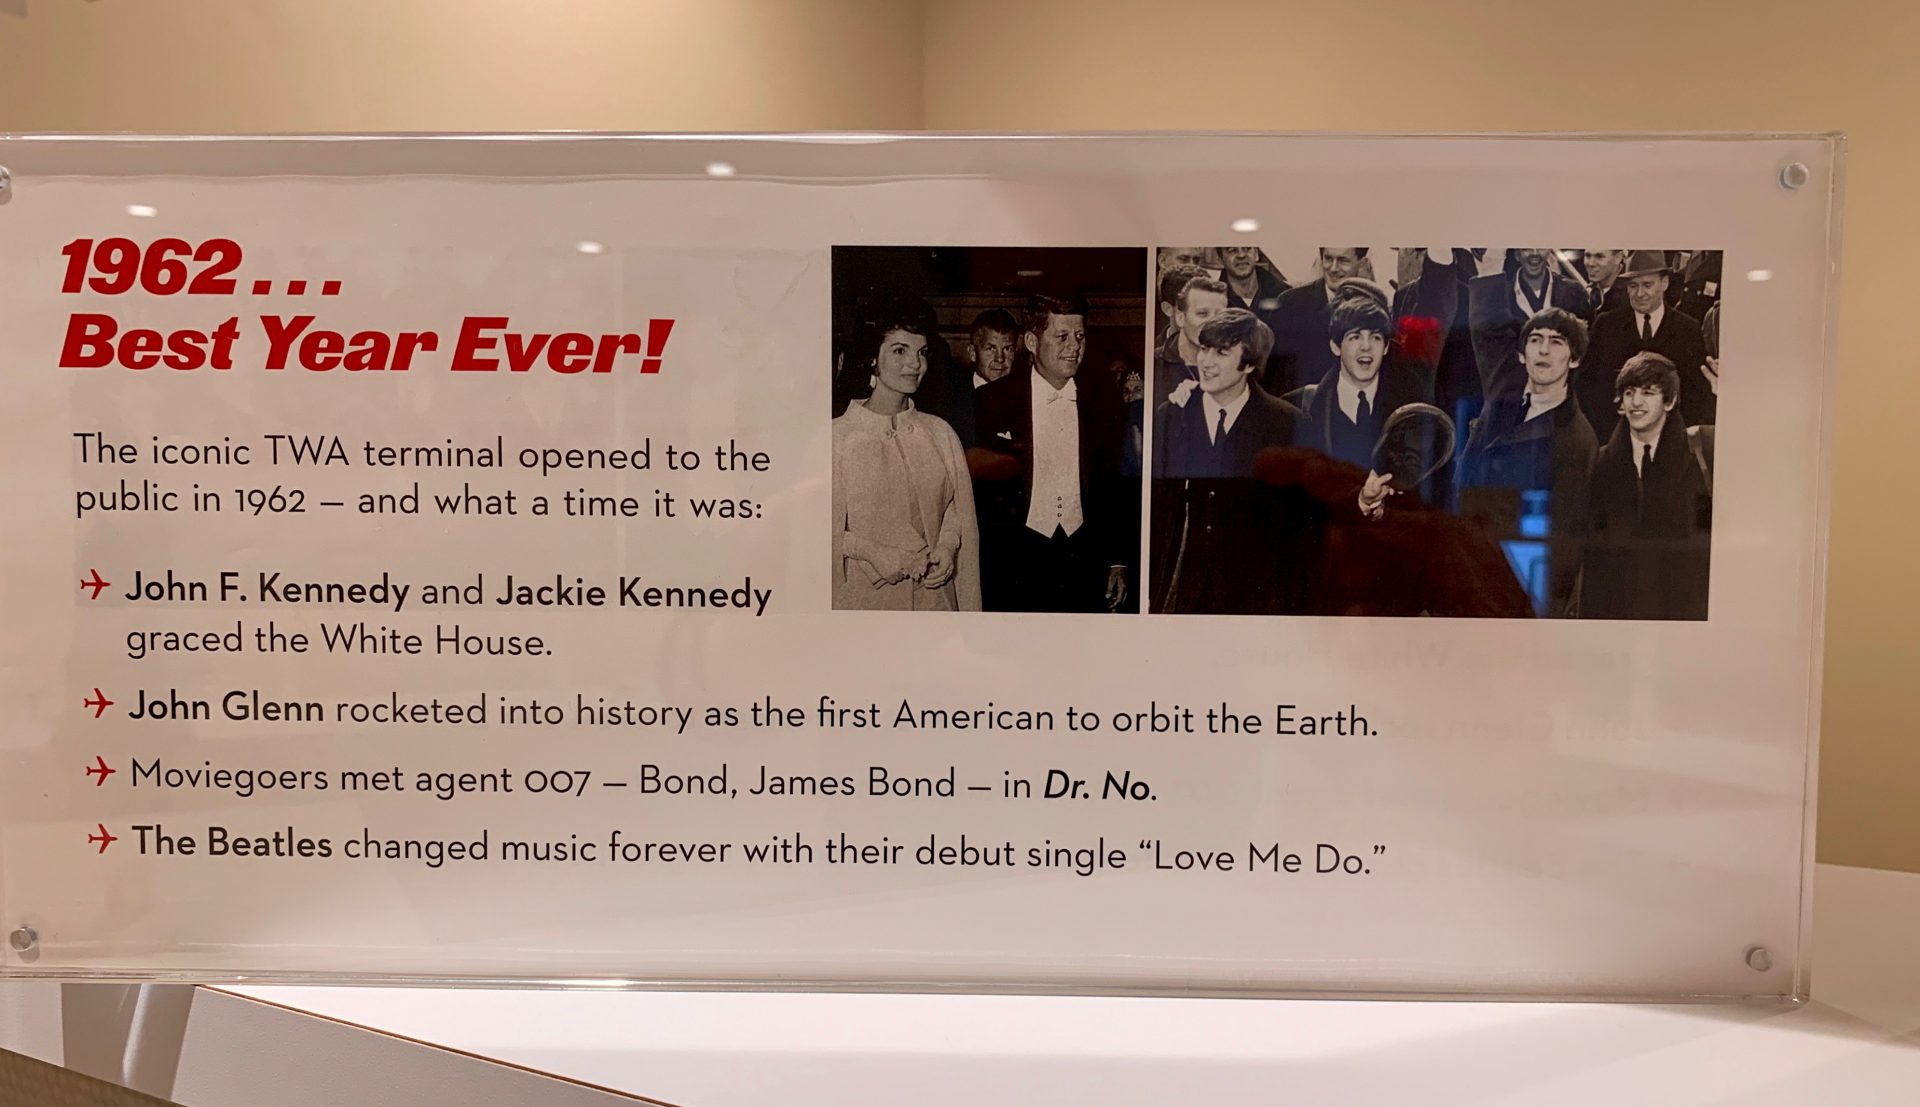 1962...
Best Year Ever!
The iconic TWA terminal opened to the
public in 1962 – and what a time it was:
John F. Kennedy and Jackie Kennedy
graced the White House.
John Glenn rocketed into history as the first American to orbit the Earth.
Moviegoers met agent 007 – Bond, James Bond – in Dr. No.
The Beatles changed music forever with their debut single “Love Me Do.”